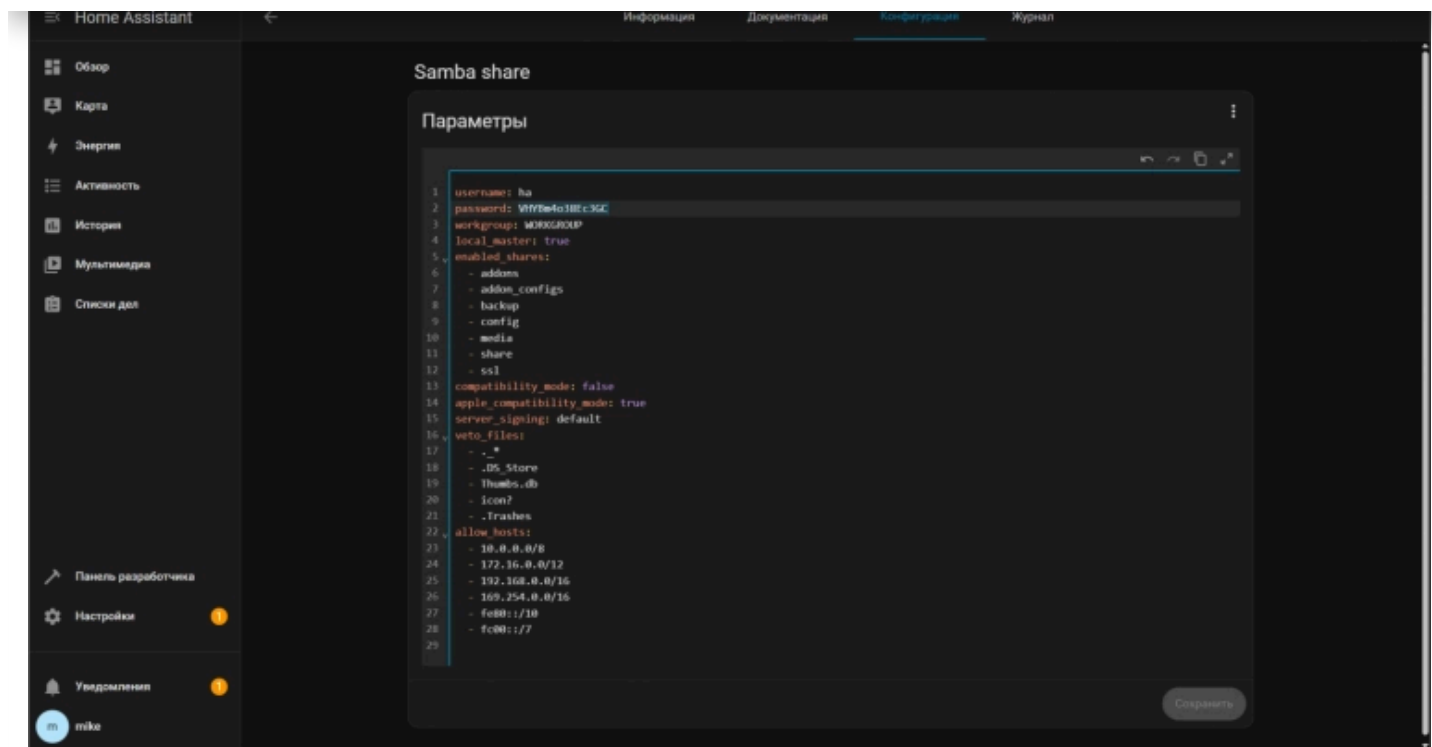 Home Assistant
Информация
Документация
Конфигурация
Журнал
Обзор
Карта
Энергия
Активность
История
Мультимедиа
Списки дел
Панель разработчика
Настройки 1
Уведомления 1
m mike
Samba share
Параметры
1 username: ha
2 password:
3 workgroup: WORKGROUP
4 local_master: true
5 enabled_shares:
6 - addons
7 - addon_configs
8 - backup
9 - config
10 - media
11 - share
12 - ssl
13 compatibility_mode: false
14 apple_compatibility_mode: true
15 server_signing: default
16 veto_files:
17 - ._*
18 - .DS_Store
19 - Thumbs.db
20 - icon?
21 - .Trashes
22 allow_hosts:
23 - 10.0.0.0/8
24 - 172.16.0.0/12
25 - 192.168.0.0/16
26 - 169.254.0.0/16
27 - fe80::/10
28 - fc00::/7
29
Сохранить